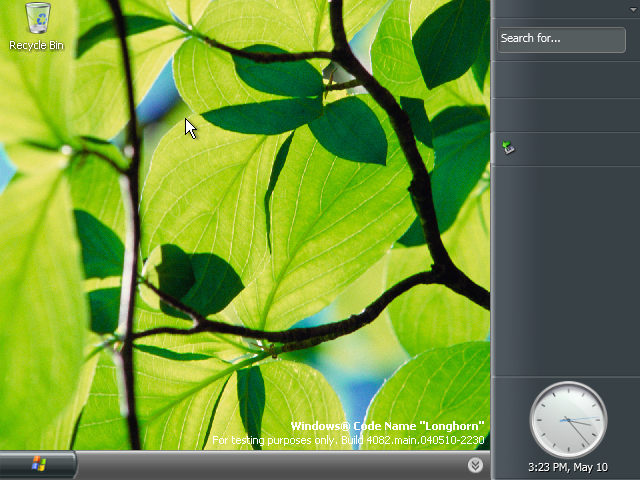 Recycle Bin
Search for...
Windows® Code Name "Longhorn"
For testing purposes only. Build 4082.main.040510-2230
3:23 PM, May 10